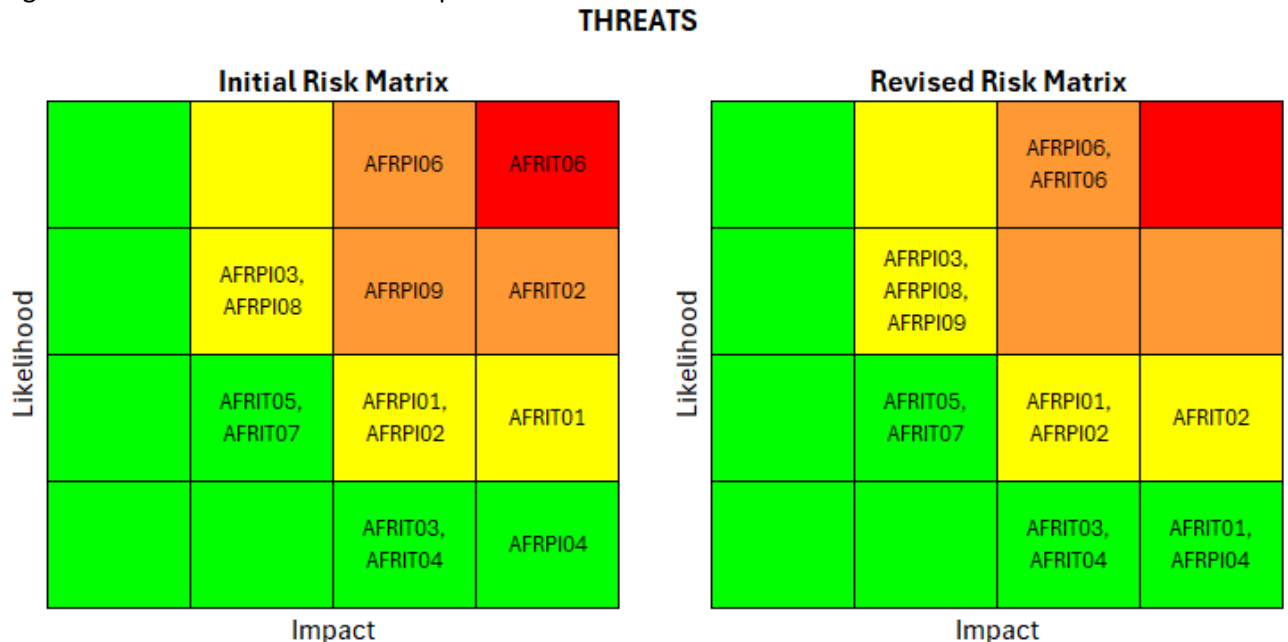 THREATS
Initial Risk Matrix
AFRPI06
AFRIT06
AFRPI03,
AFRPI08
AFRPI09
AFRIT02
AFRIT05,
AFRIT07
AFRPI01,
AFRPI02
AFRIT01
AFRIT03,
AFRIT04
AFRPI04
Likelihood
Impact
Revised Risk Matrix
AFRPI06,
AFRIT06
AFRPI03,
AFRPI08,
AFRPI09
AFRIT05,
AFRIT07
AFRPI01,
AFRPI02
AFRIT02
AFRIT03,
AFRIT04
AFRIT01,
AFRPI04
Likelihood
Impact